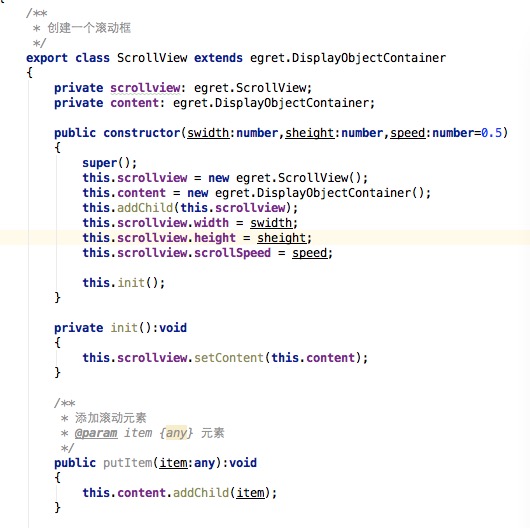 /**
* 创建一个滚动框
*/
export class ScrollView extends egret.DisplayObjectContainer
{
private scrollview: egret.ScrollView;
private content: egret.DisplayObjectContainer;
public constructor(swidth:number,sheight:number,speed:number=0.5)
{
super();
this.scrollview = new egret.ScrollView();
this.content = new egret.DisplayObjectContainer();
this.addChild(this.scrollview);
this.scrollview.width = swidth;
this.scrollview.height = sheight;
this.scrollview.scrollSpeed = speed;
this.init();
}
private init():void
{
this.scrollview.setContent(this.content);
}
/**
* 添加滚动元素
* @param item {any} 元素
*/
public putItem(item:any):void
{
this.content.addChild(item);
}